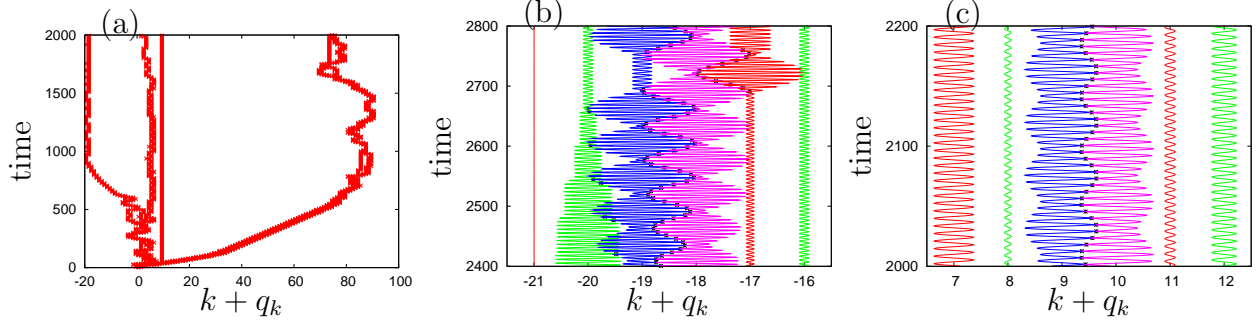 (a)
2000
1500
1000
500
0
time
-20 0 20 40 60 80 100
k + q_k
(b)
2800
2700
2600
2500
2400
time
-21 -20 -19 -18 -17 -16
k + q_k
(c)
2200
2100
2000
time
7 8 9 10 11 12
k + q_k